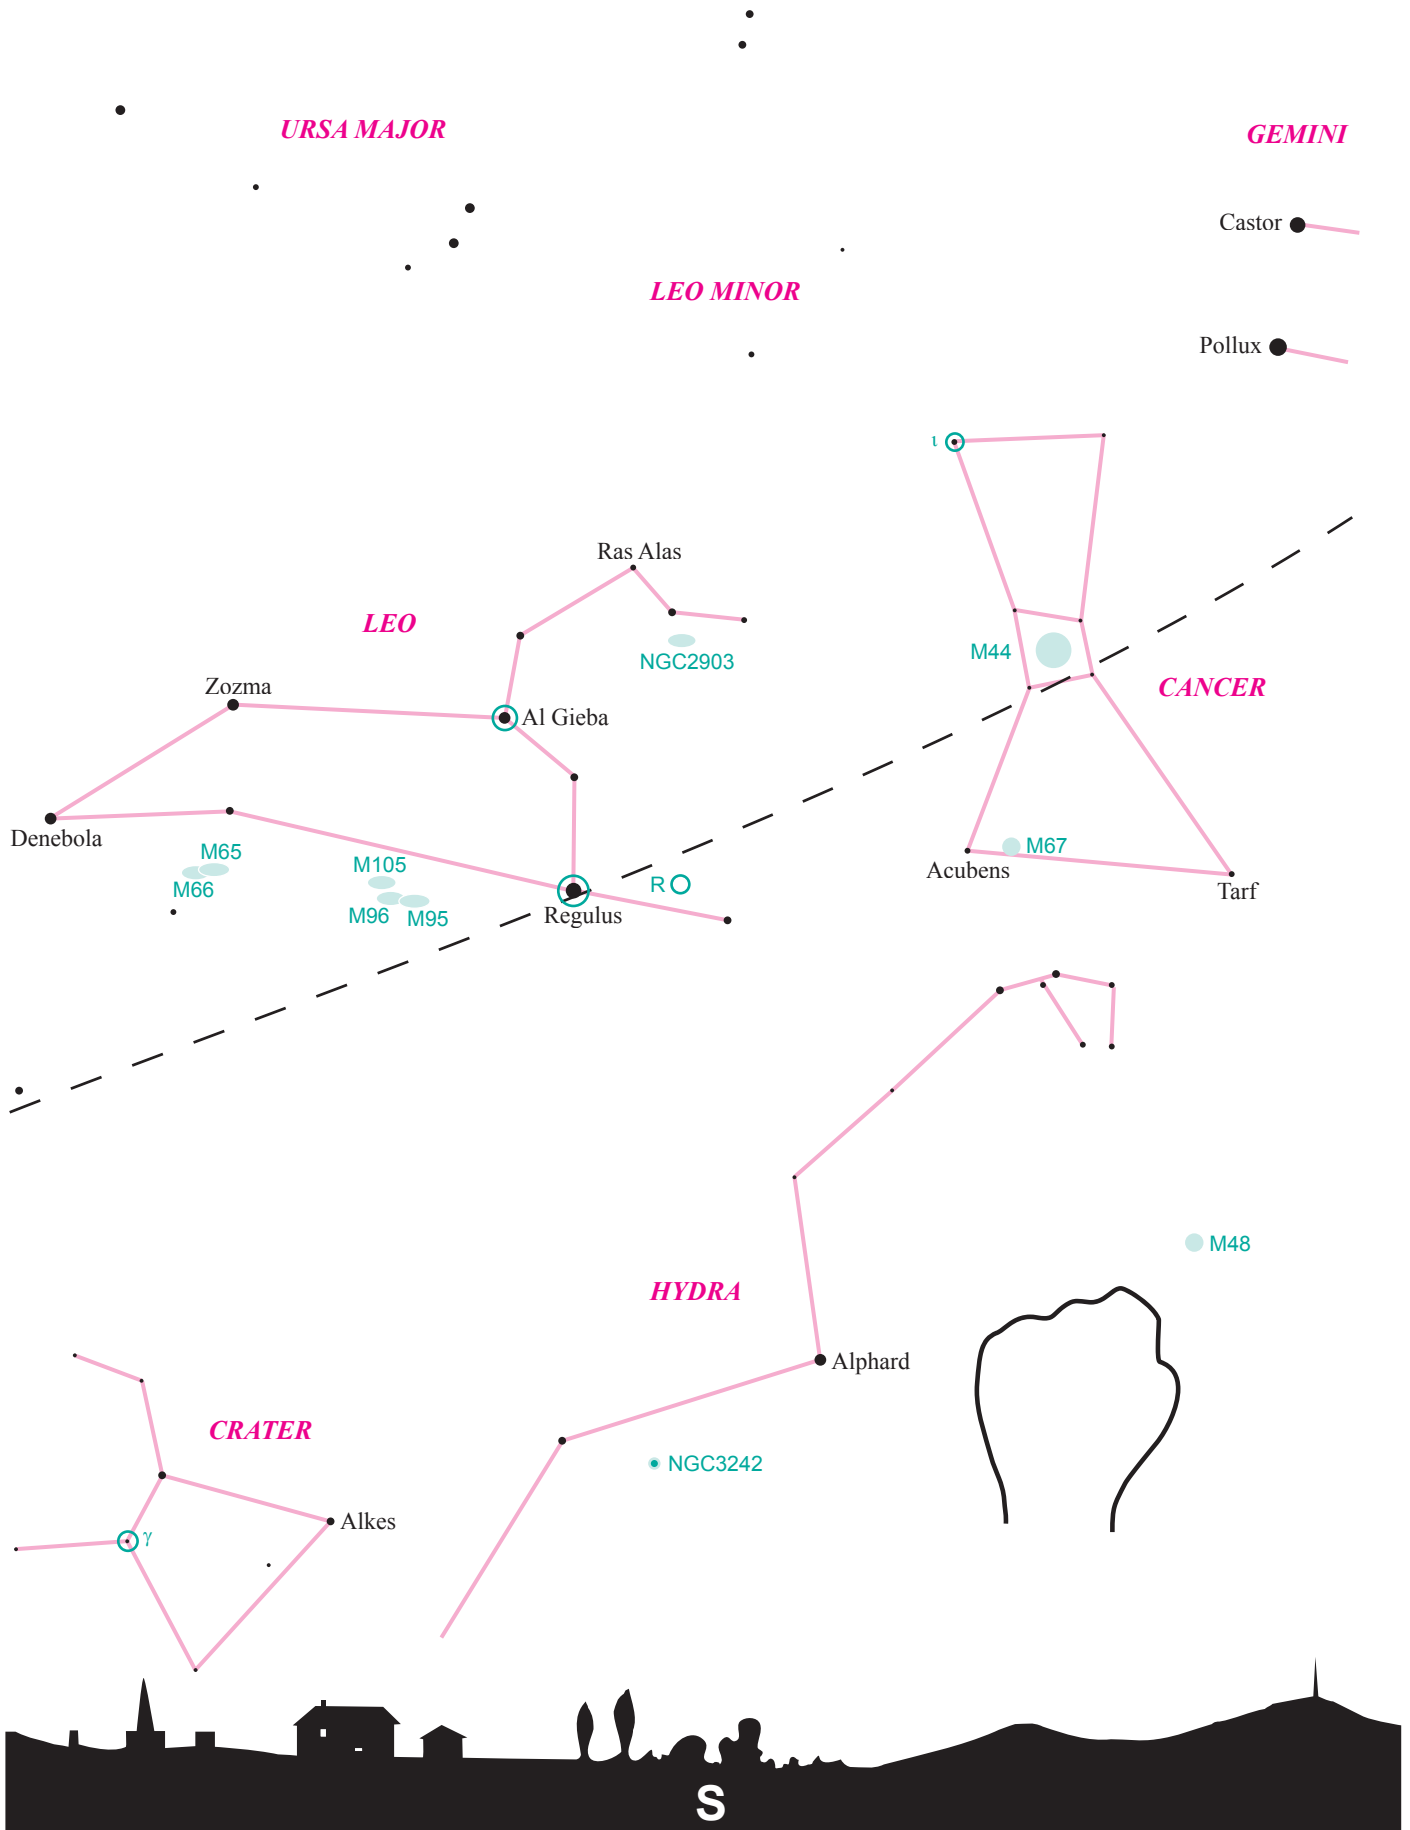 URSA MAJOR
GEMINI
Castor
LEO MINOR
Pollux
ι
Ras Alas
LEO
NGC2903
M44
CANCER
Zozma
Al Gieba
Denebola
M65
M66
M105
M96
M95
R
Regulus
M67
Acubens
Tarf
M48
HYDRA
Alphard
CRATER
NGC3242
Alkes
γ
S